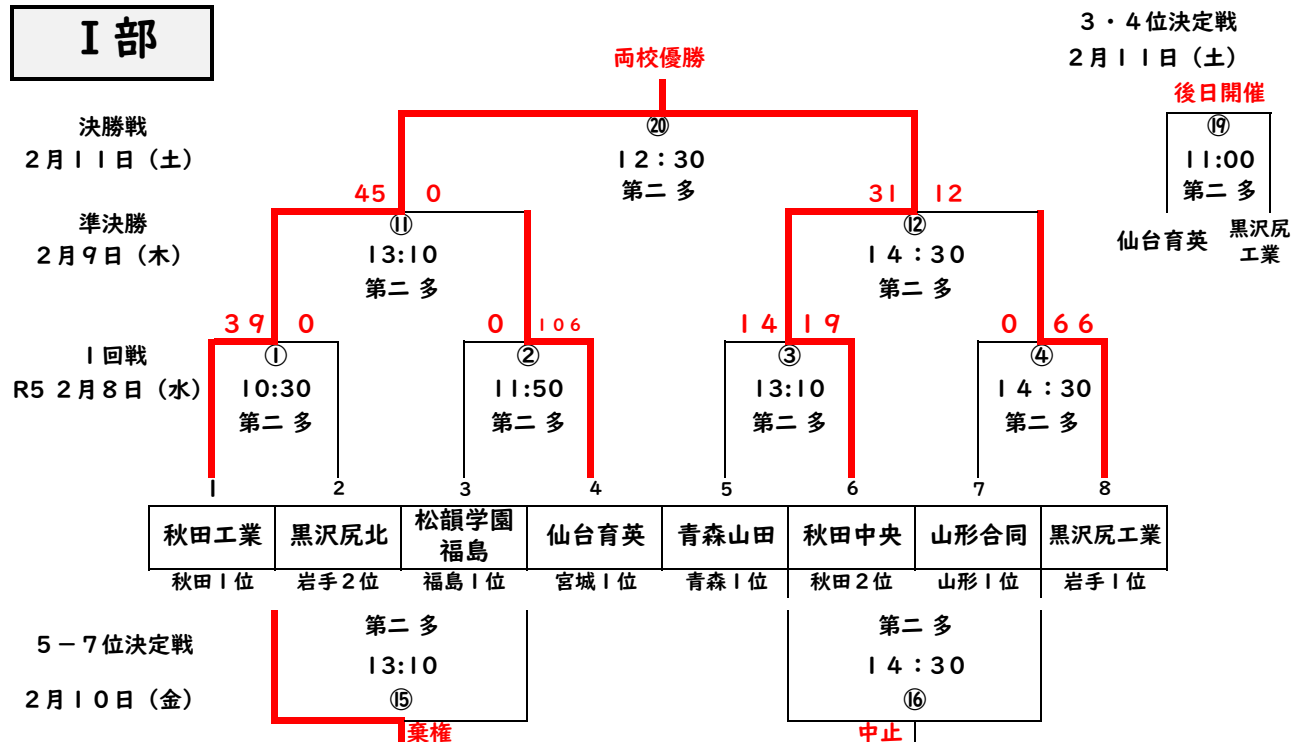 Ⅰ部
３・４位決定戦
２月１１日（土）
両校優勝
後日開催
決勝戦
２月１１日（土）
⑳
１２：３０
第二 多
⑲
11:00
第二 多
仙台育英
黒沢尻
工業
45 0
31 12
準決勝
２月９日（木）
⑪
13:10
第二 多
⑫
１４：３０
第二 多
３９ ０
０ １０６
１４ １９
０ ６６
１回戦
R5 ２月８日（水）
①
10:30
第二 多
②
11:50
第二 多
③
13:10
第二 多
④
１４：３０
第二 多
1 2 3 4 5 6 7 8
秋田工業 黒沢尻北 松韻学園 仙台育英 青森山田 秋田中央 山形合同 黒沢尻工業
福島
秋田１位 岩手２位 福島１位 宮城１位 青森１位 秋田２位 山形１位 岩手１位
５－７位決定戦
２月１０日（金）
第二 多
13:10
⑮
棄権
第二 多
１４：３０
⑯
中止